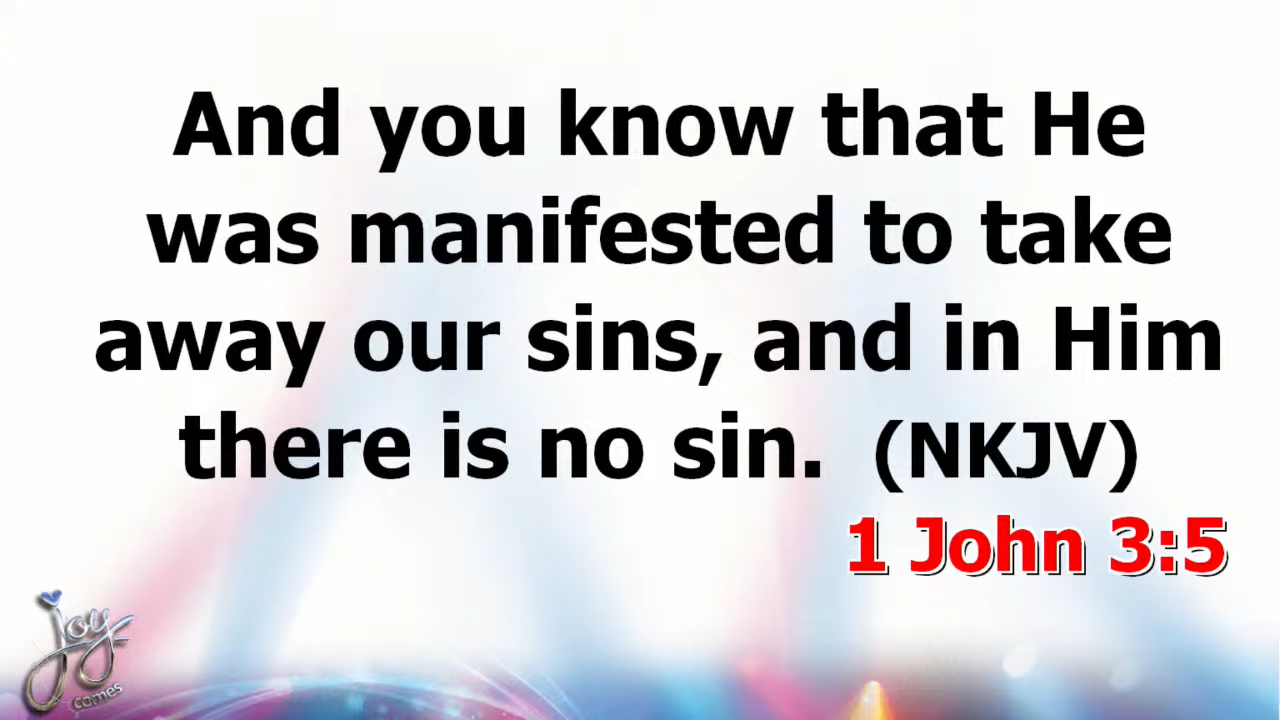 And you know that He
was manifested to take
away our sins, and in Him
there is no sin. (NKJV)
1 John 3:5
joy
comes